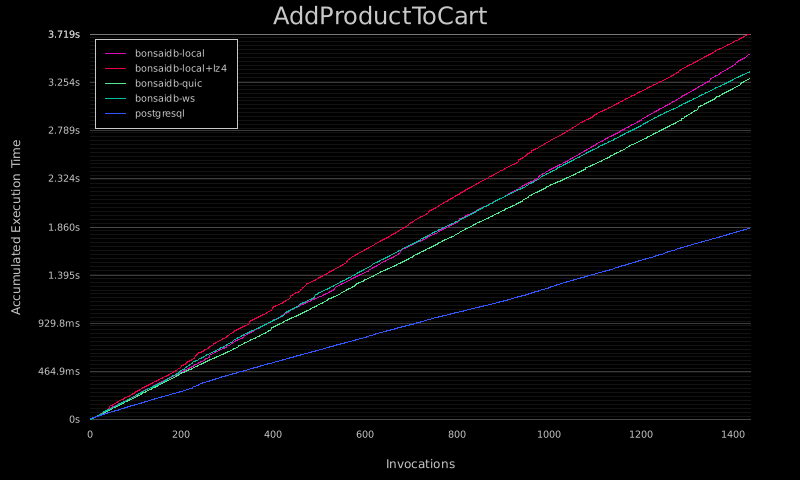 AddProductToCart
3.719s
3.254s
2.789s
2.324s
1.860s
1.395s
929.8ms
464.9ms
0s
Accumulated Execution Time
bonsaidb-local
bonsaidb-local+lz4
bonsaidb-quic
bonsaidb-ws
postgresql
0 200 400 600 800 1000 1200 1400
Invocations